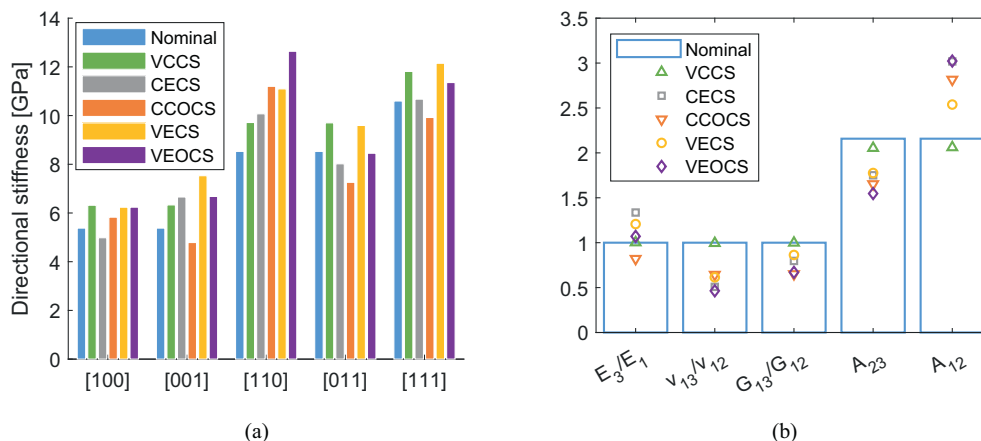 14
12
10
8
6
4
2
0
Directional stiffness [GPa]
Nominal
VCCS
CECS
CCOCS
VECS
VEOCS
[100]
[001]
[110]
[011]
[111]
(a)
3.5
3
2.5
2
1.5
1
0.5
0
Nominal
VCCS
CECS
CCOCS
VECS
VEOCS
E₃/E₁
v₁₃/v₁₂
G₁₃/G₁₂
A₂₃
A₁₂
(b)